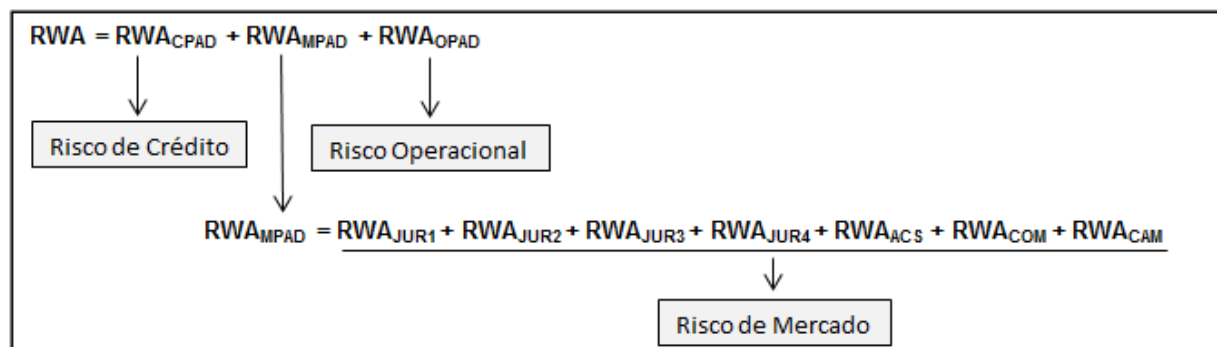 RWA = RWACPAD + RWAMPAD + RWAOPAD
Risco de Crédito
Risco Operacional
RWAMPAD = RWAJUR1 + RWAJUR2 + RWAJUR3 + RWAJUR4 + RWAACS + RWACOM + RWACAM
Risco de Mercado